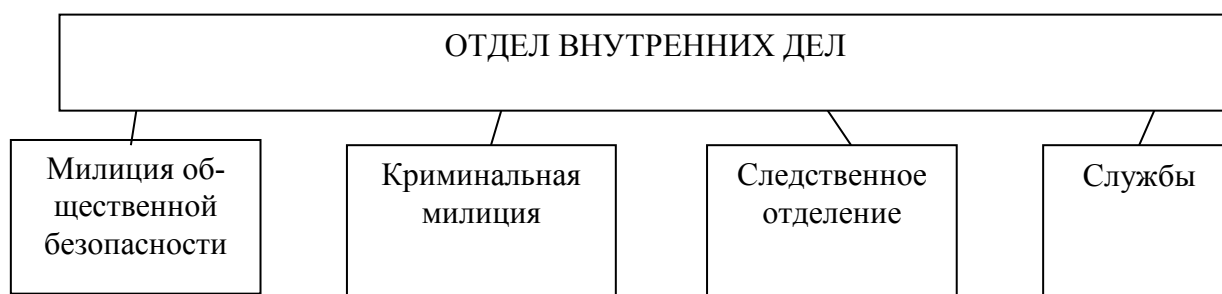 ОТДЕЛ ВНУТРЕННИХ ДЕЛ
Милиция об-
щественной
безопасности
Криминальная
милиция
Следственное
отделение
Службы